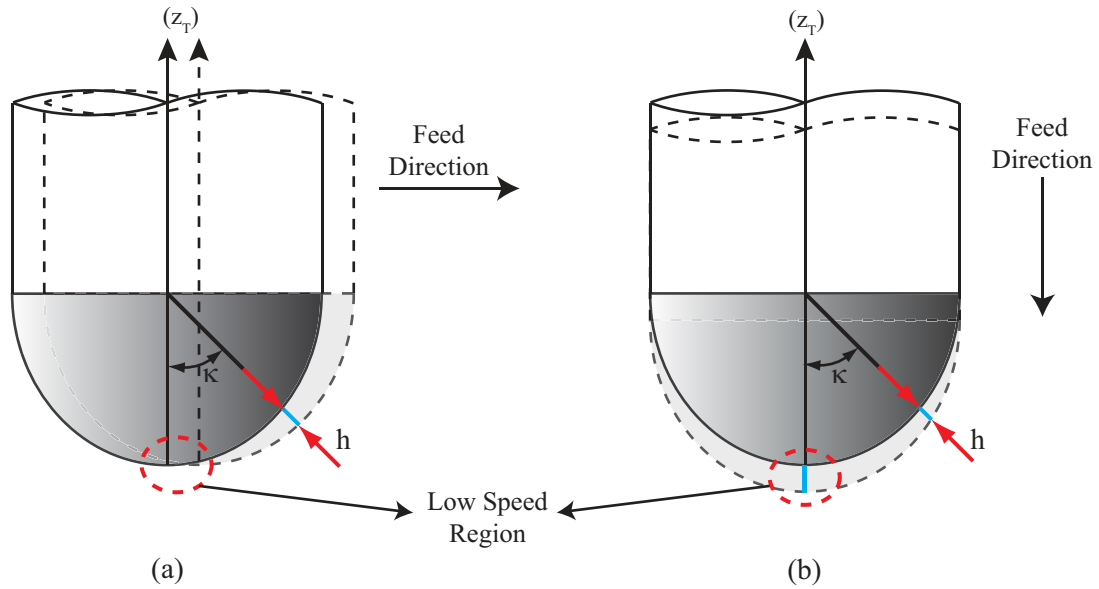 (z_T)
(z_T)
Feed
Direction
Feed
Direction
κ
h
κ
h
Low Speed
Region
(a)
(b)